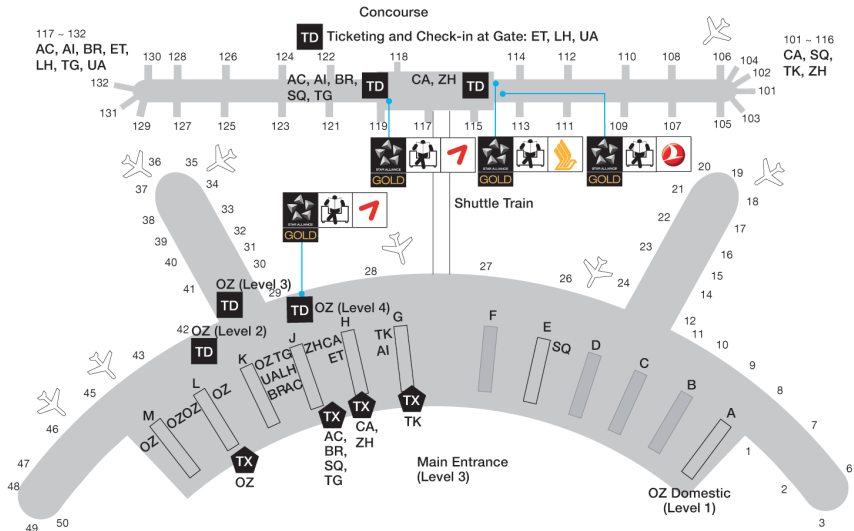 Concourse
TD Ticketing and Check-in at Gate: ET, LH, UA
117 ~ 132
AC, AI, BR, ET,
LH, TG, UA
101 ~ 116
CA, SQ,
TK, ZH
130 128 126 124 122 118 114 112 110 108 106
104
102
101
103
132
131
AC, AI, BR,
SQ, TG
TD
CA, ZH
TD
129 127 125 123 121 119 117 115 113 111 109 107 105
STAR ALLIANCE
GOLD
STAR ALLIANCE
GOLD
STAR ALLIANCE
GOLD
STAR ALLIANCE
GOLD
Shuttle Train
36
35
34
33
32
31
30
29
37
38
39
40
41
42
43
45
46
47
48
49
50
28
27
26
24
23
22
21
20
19
18
17
16
15
14
12
11
10
9
8
7
6
1
2
3
OZ (Level 3)
TD
OZ (Level 4)
TD
OZ (Level 2)
TD
M
OZ
OZ
L
OZ
OZ
K
OZ TG
UA LH
BR AC
J
ZH CA
ET
H
TK
AI
G
F
E
SQ
D
C
B
A
TX
OZ
TX
AC,
BR,
SQ,
TG
TX
CA,
ZH
TX
TK
Main Entrance
(Level 3)
OZ Domestic
(Level 1)